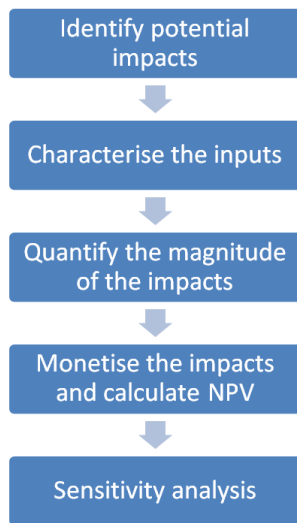 Identify potential
impacts
Characterise the inputs
Quantify the magnitude
of the impacts
Monetise the impacts
and calculate NPV
Sensitivity analysis